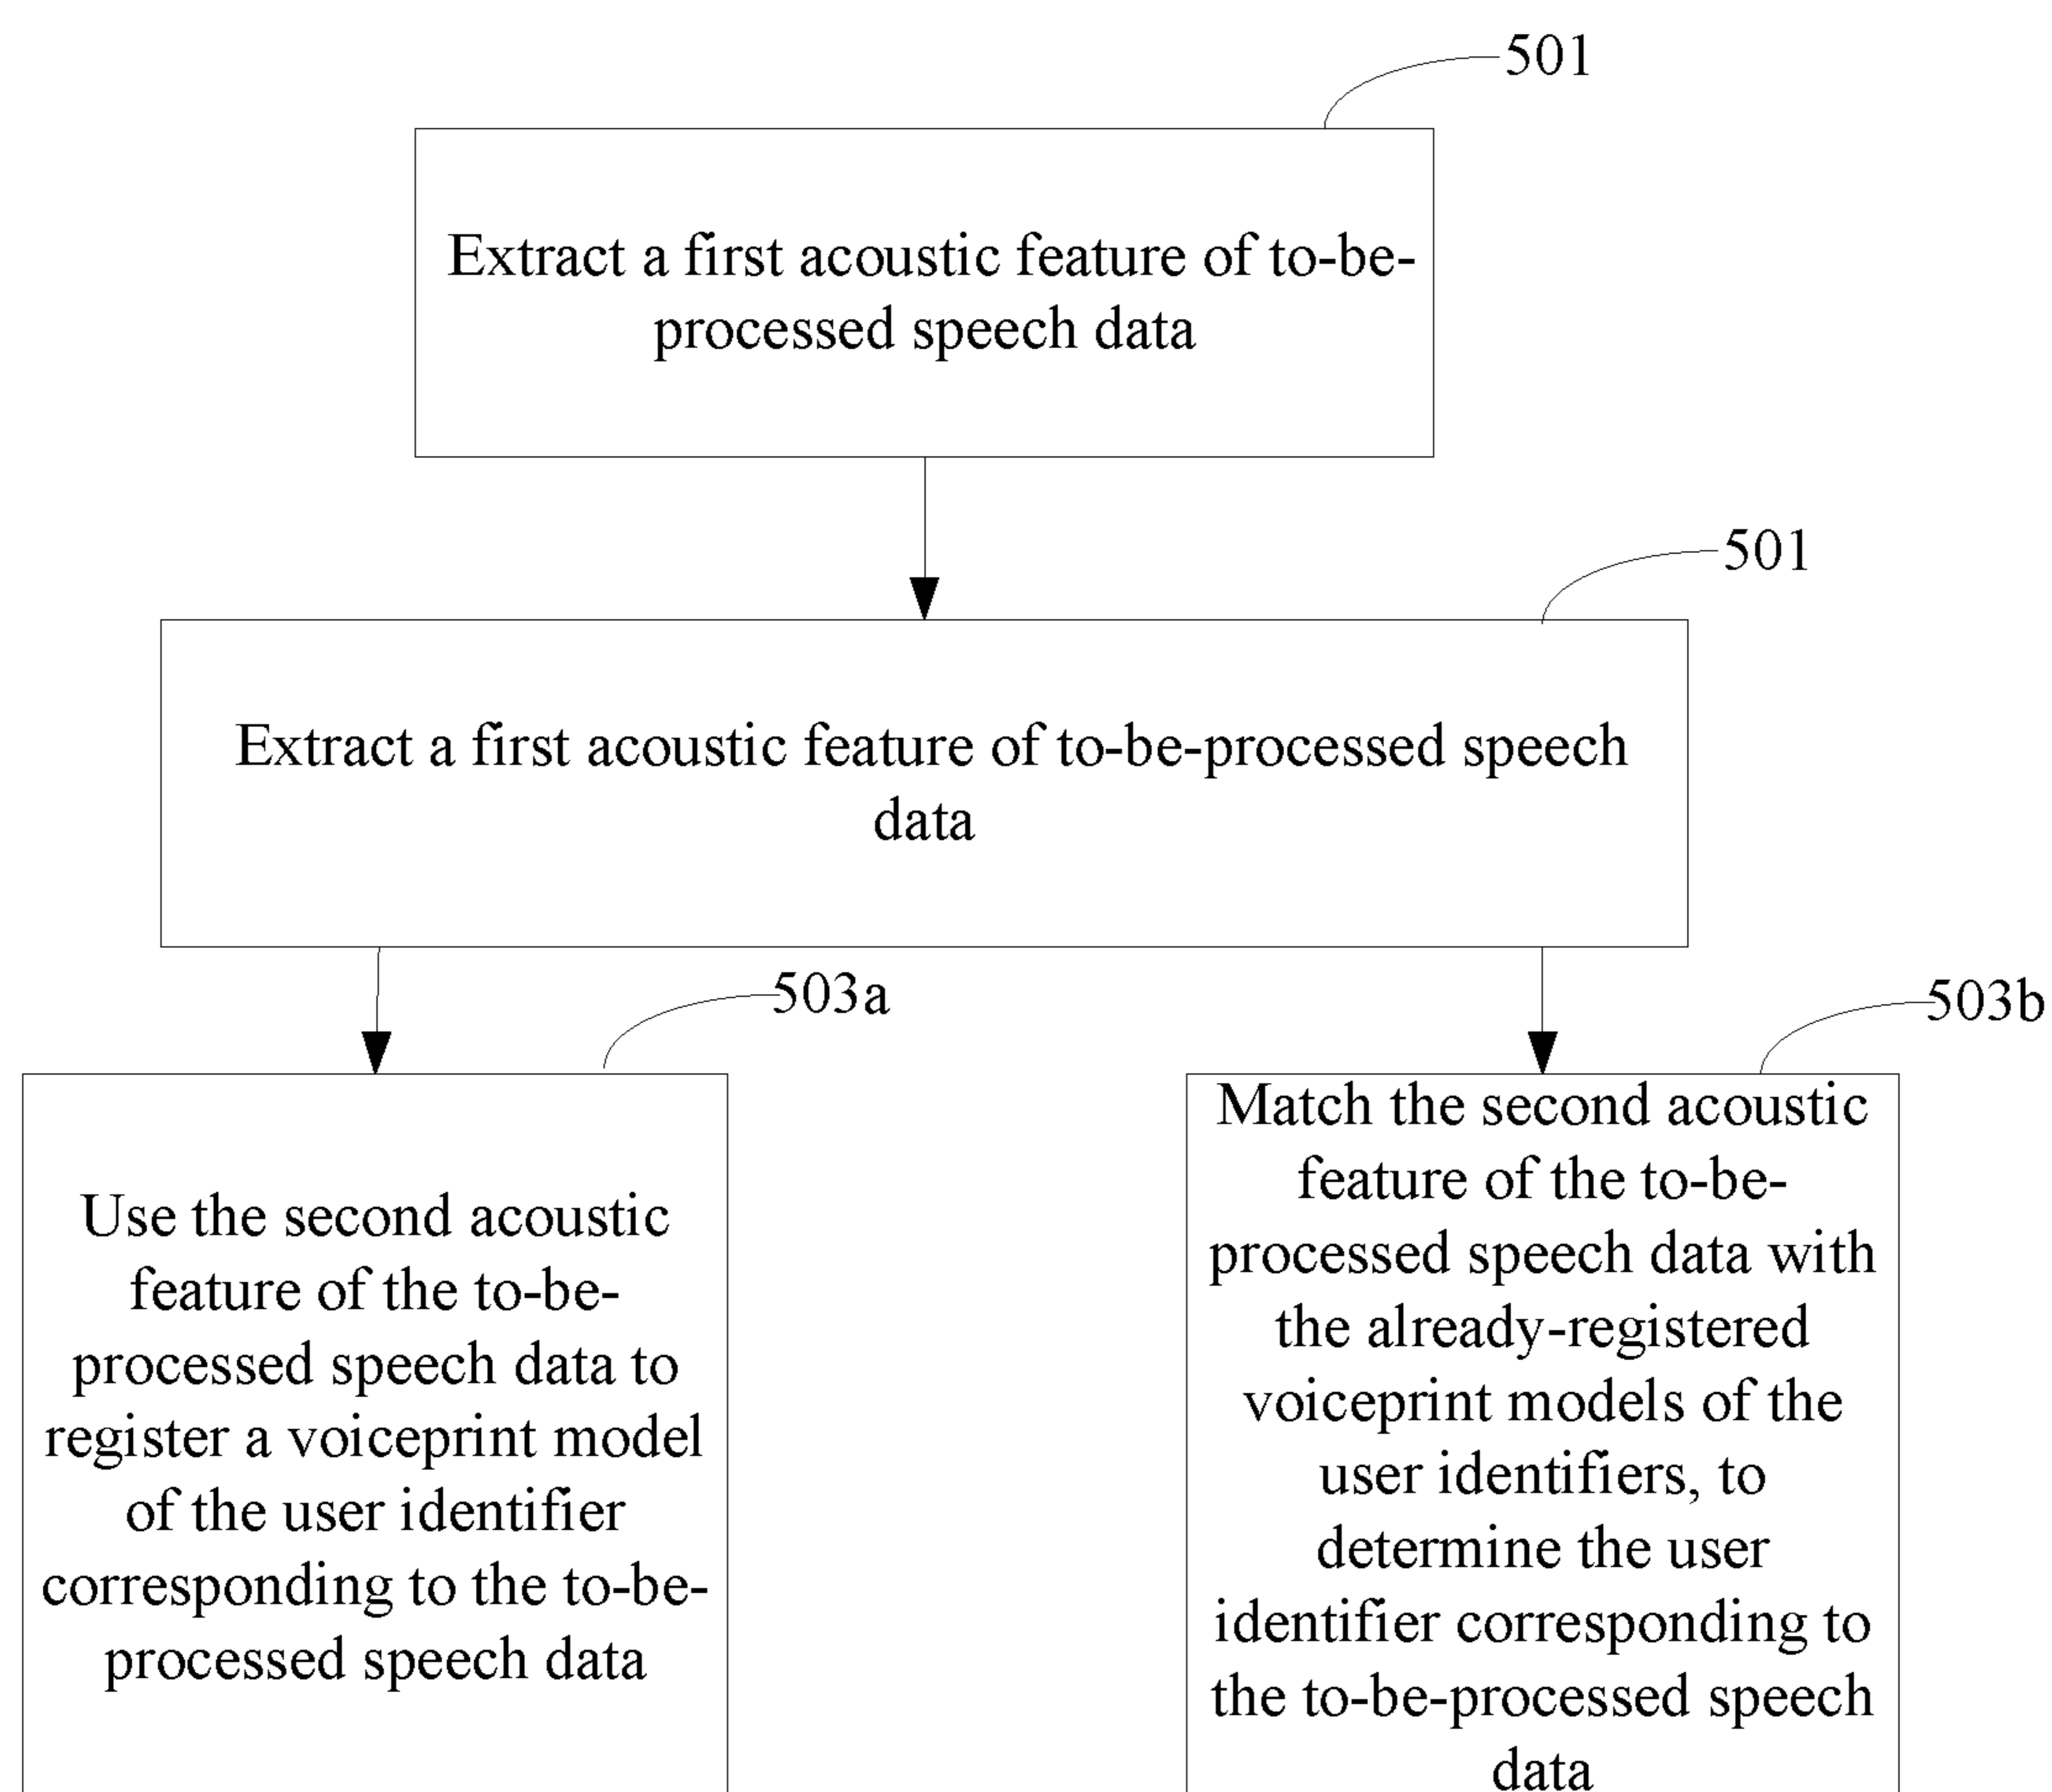 501
Extract a first acoustic feature of to-be-
processed speech data
501
Extract a first acoustic feature of to-be-processed speech
data
503a
Use the second acoustic
feature of the to-be-
processed speech data to
register a voiceprint model
of the user identifier
corresponding to the to-be-
processed speech data
503b
Match the second acoustic
feature of the to-be-
processed speech data with
the already-registered
voiceprint models of the
user identifiers, to
determine the user
identifier corresponding to
the to-be-processed speech
data